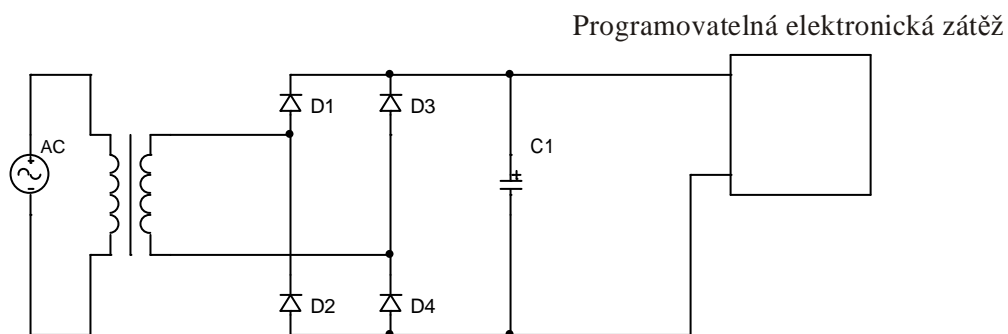 Programovatelná elektronická zátěž
D1
D3
AC
C1
D2
D4